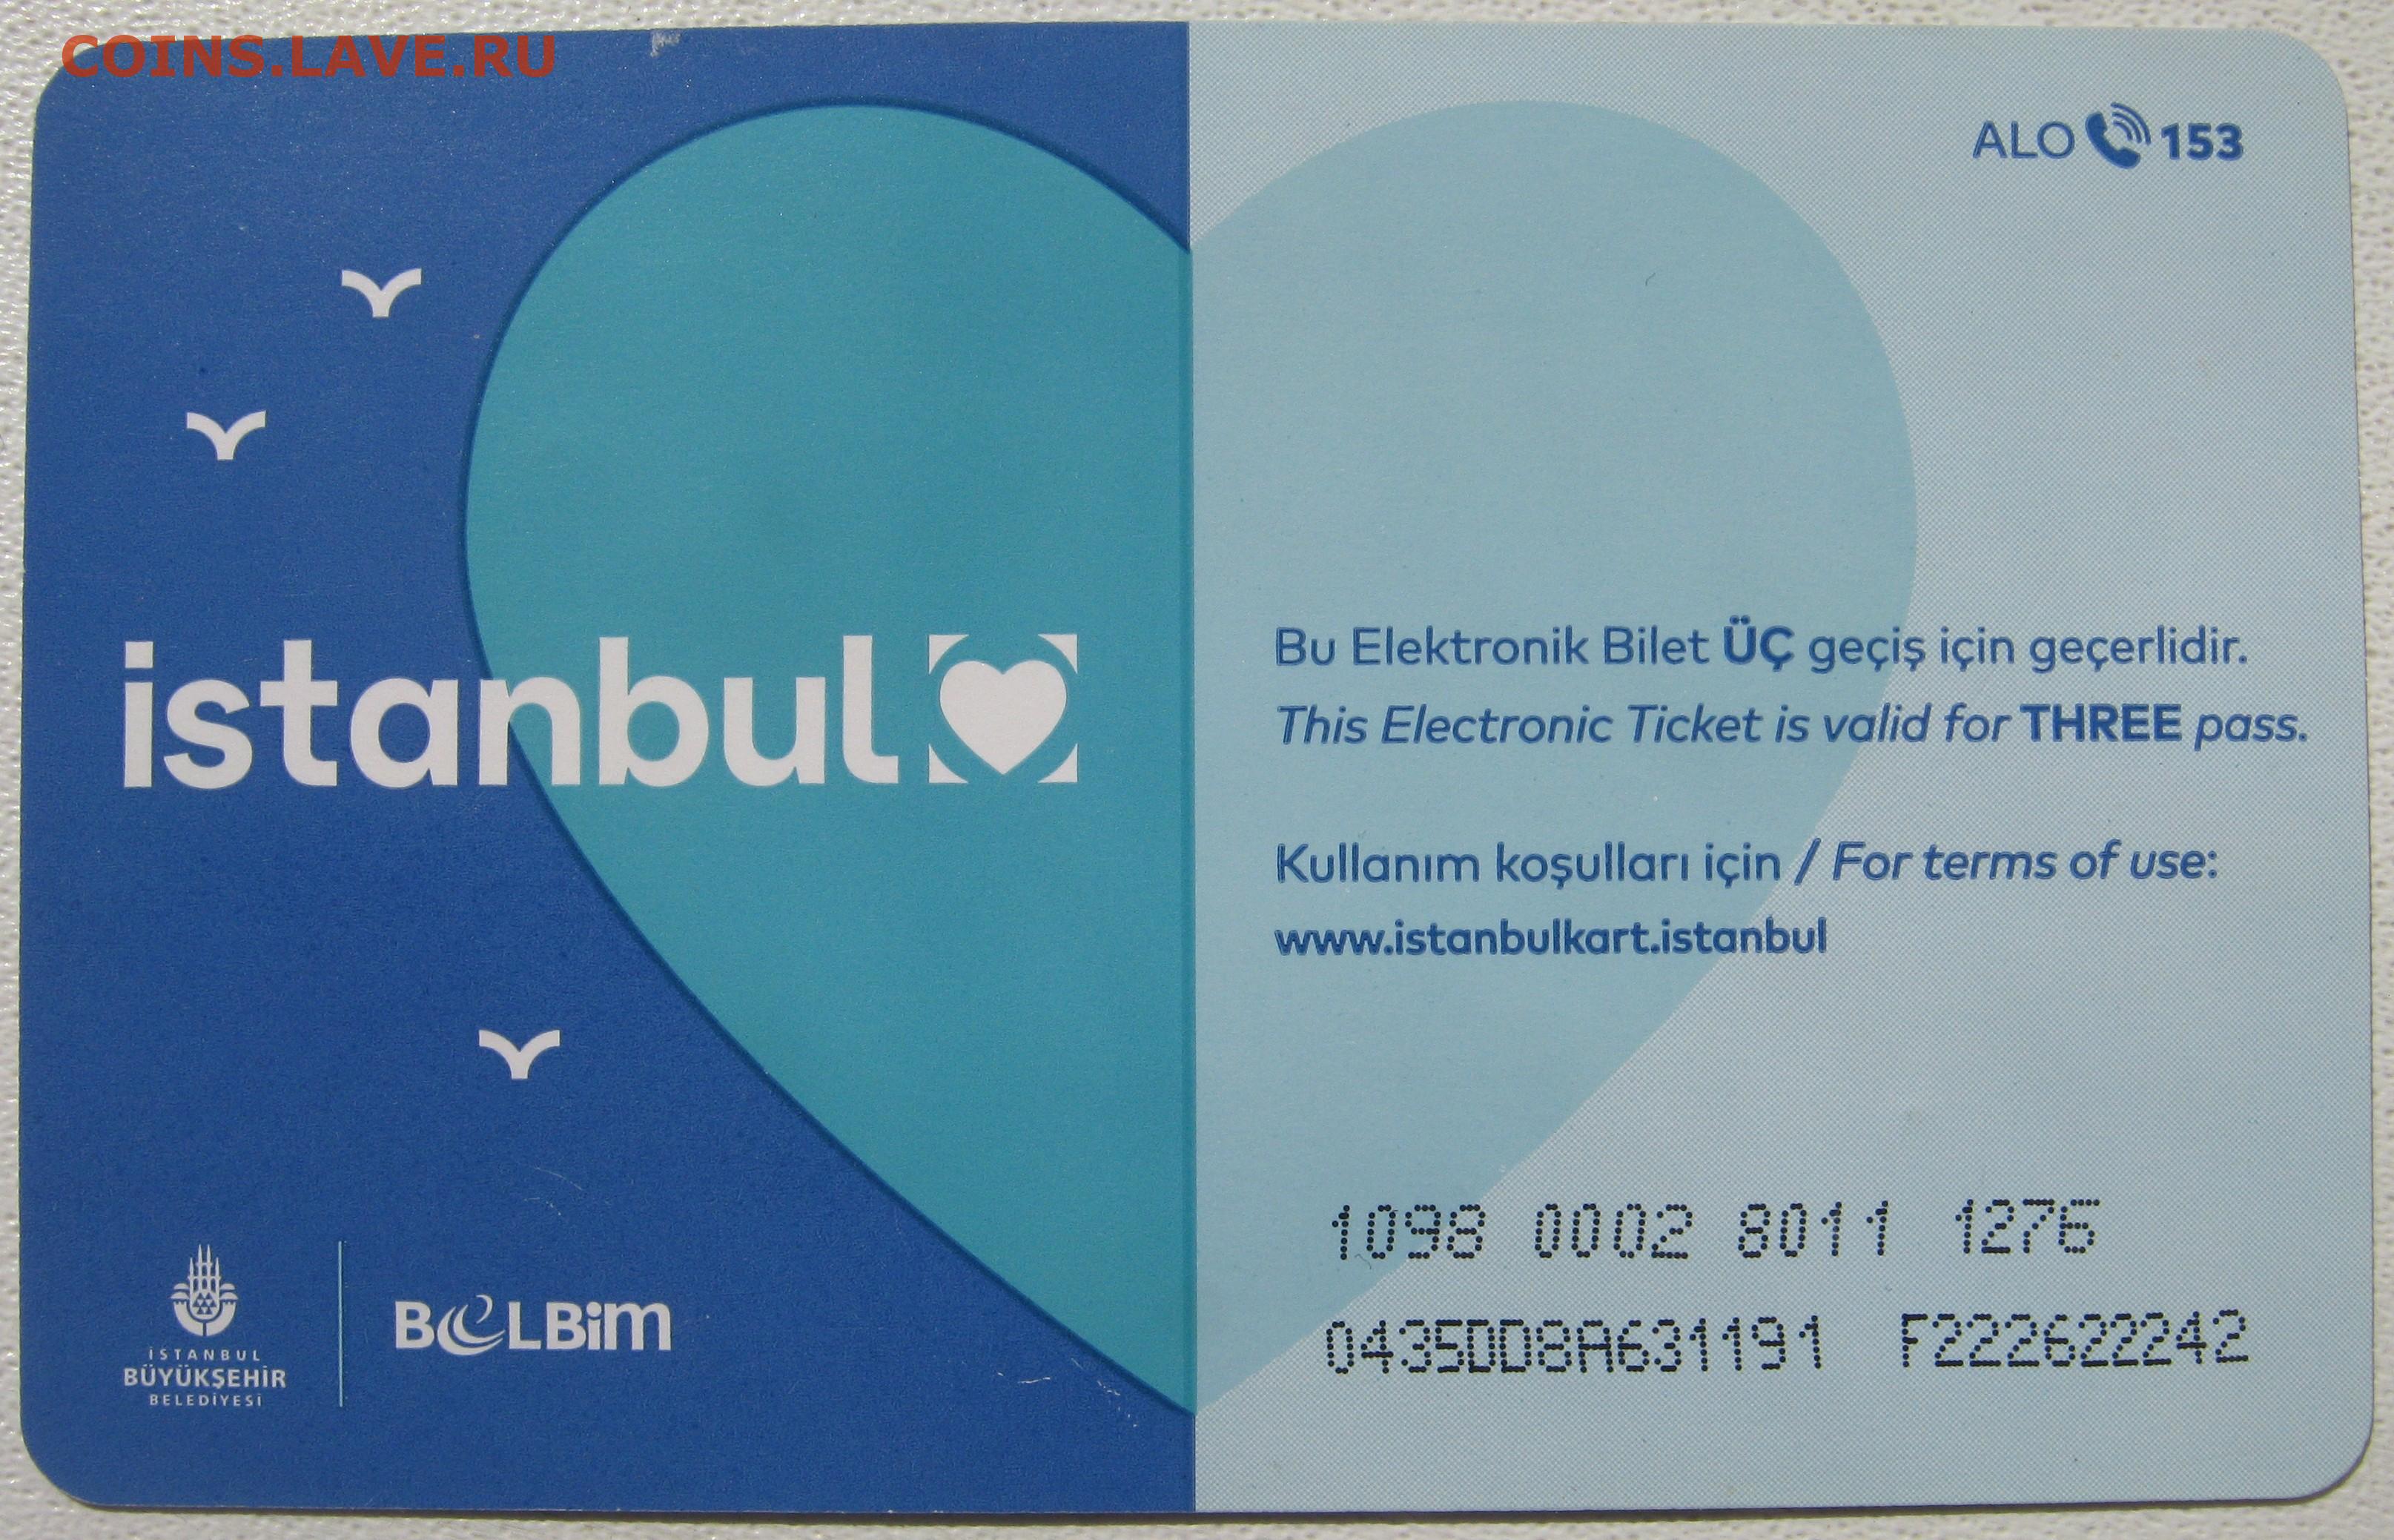 COINS.LAVE.RU
ALO 153
istanbul
Bu Elektronik Bilet ÜÇ geçiş için geçerlidir.
This Electronic Ticket is valid for THREE pass.
Kullanım koşulları için / For terms of use:
www.istanbulkart.istanbul
1098 0002 8011 1276
0435DD8A631191 F222622242
İSTANBUL
BÜYÜKŞEHİR
BELEDİYESİ
BELBiM